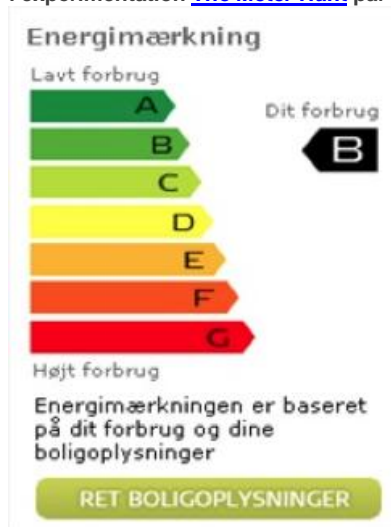 Energimærkning
Lavt forbrug
A
Dit forbrug
B
B
C
D
E
F
G
Højt forbrug
Energimærkningen er baseret
på dit forbrug og dine
boligoplysninger
RET BOLIGOPLYSNINGER